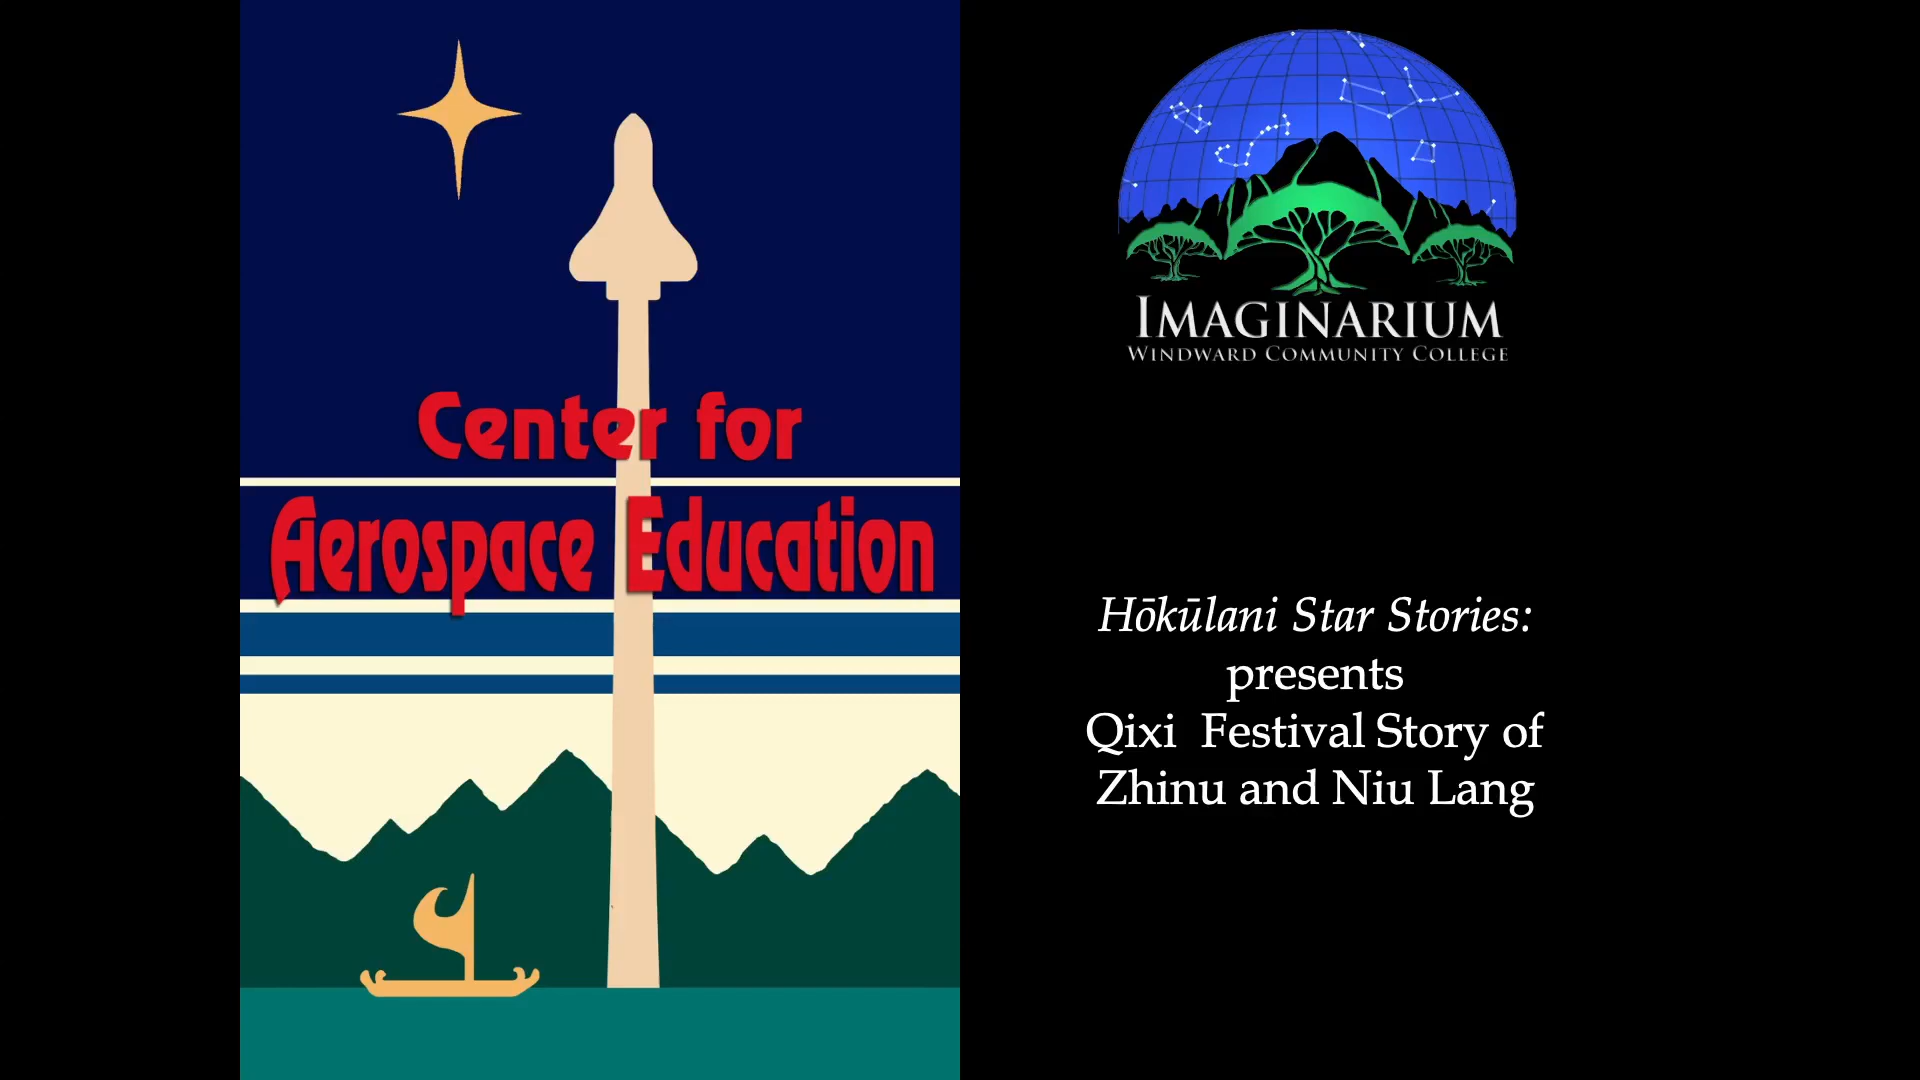 Center for
Aerospace Education
IMAGINARIUM
WINDWARD COMMUNITY COLLEGE
Hōkūlani Star Stories:
presents
Qixi  Festival Story of
Zhinu and Niu Lang